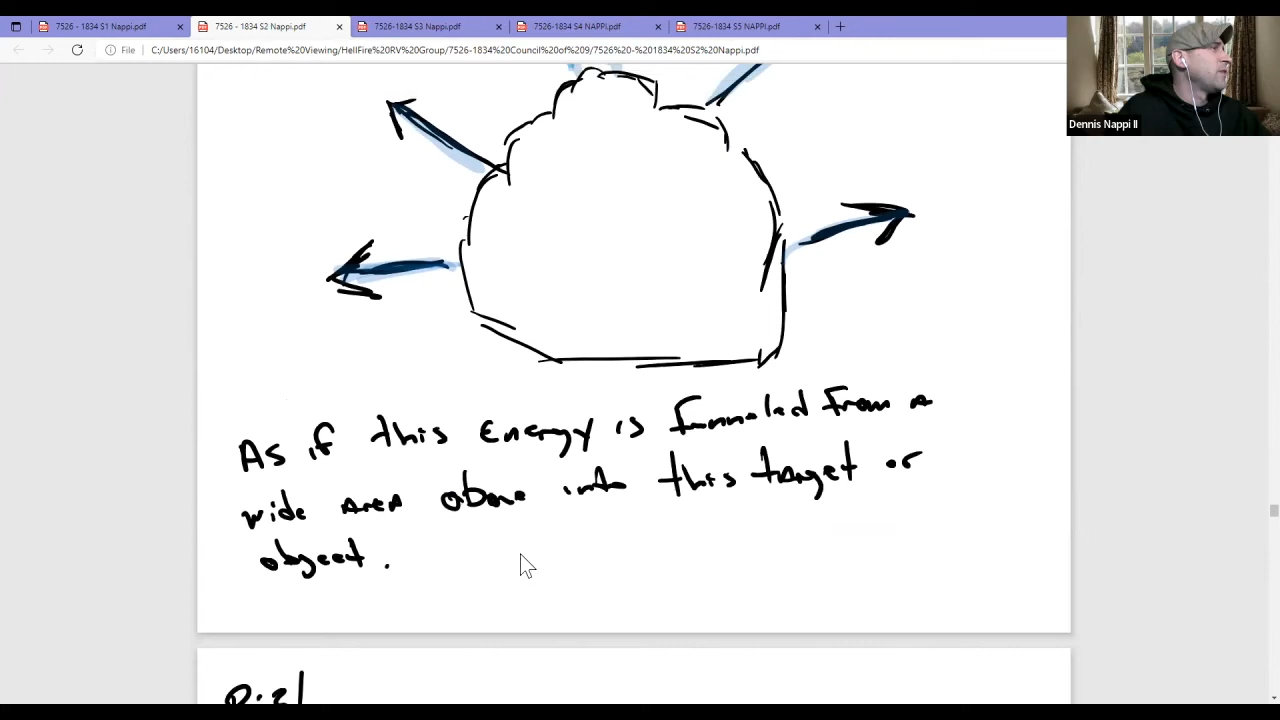 7526 - 1834 S1 Nappi.pdf
7526 - 1834 S2 Nappi.pdf
7526-1834 S3 Nappi.pdf
7526-1834 S4 NAPPI.pdf
7526-1834 S5 NAPPI.pdf
File
C:/Users/16104/Desktop/Remote%20Viewing/HellFire%20RV%20Group/7526-1834%20Council%20of%209/7526%20-%201834%20S2%20Nappi.pdf
Dennis Nappi II
As if this Energy is funneled from a
wide area above into this target or
object.